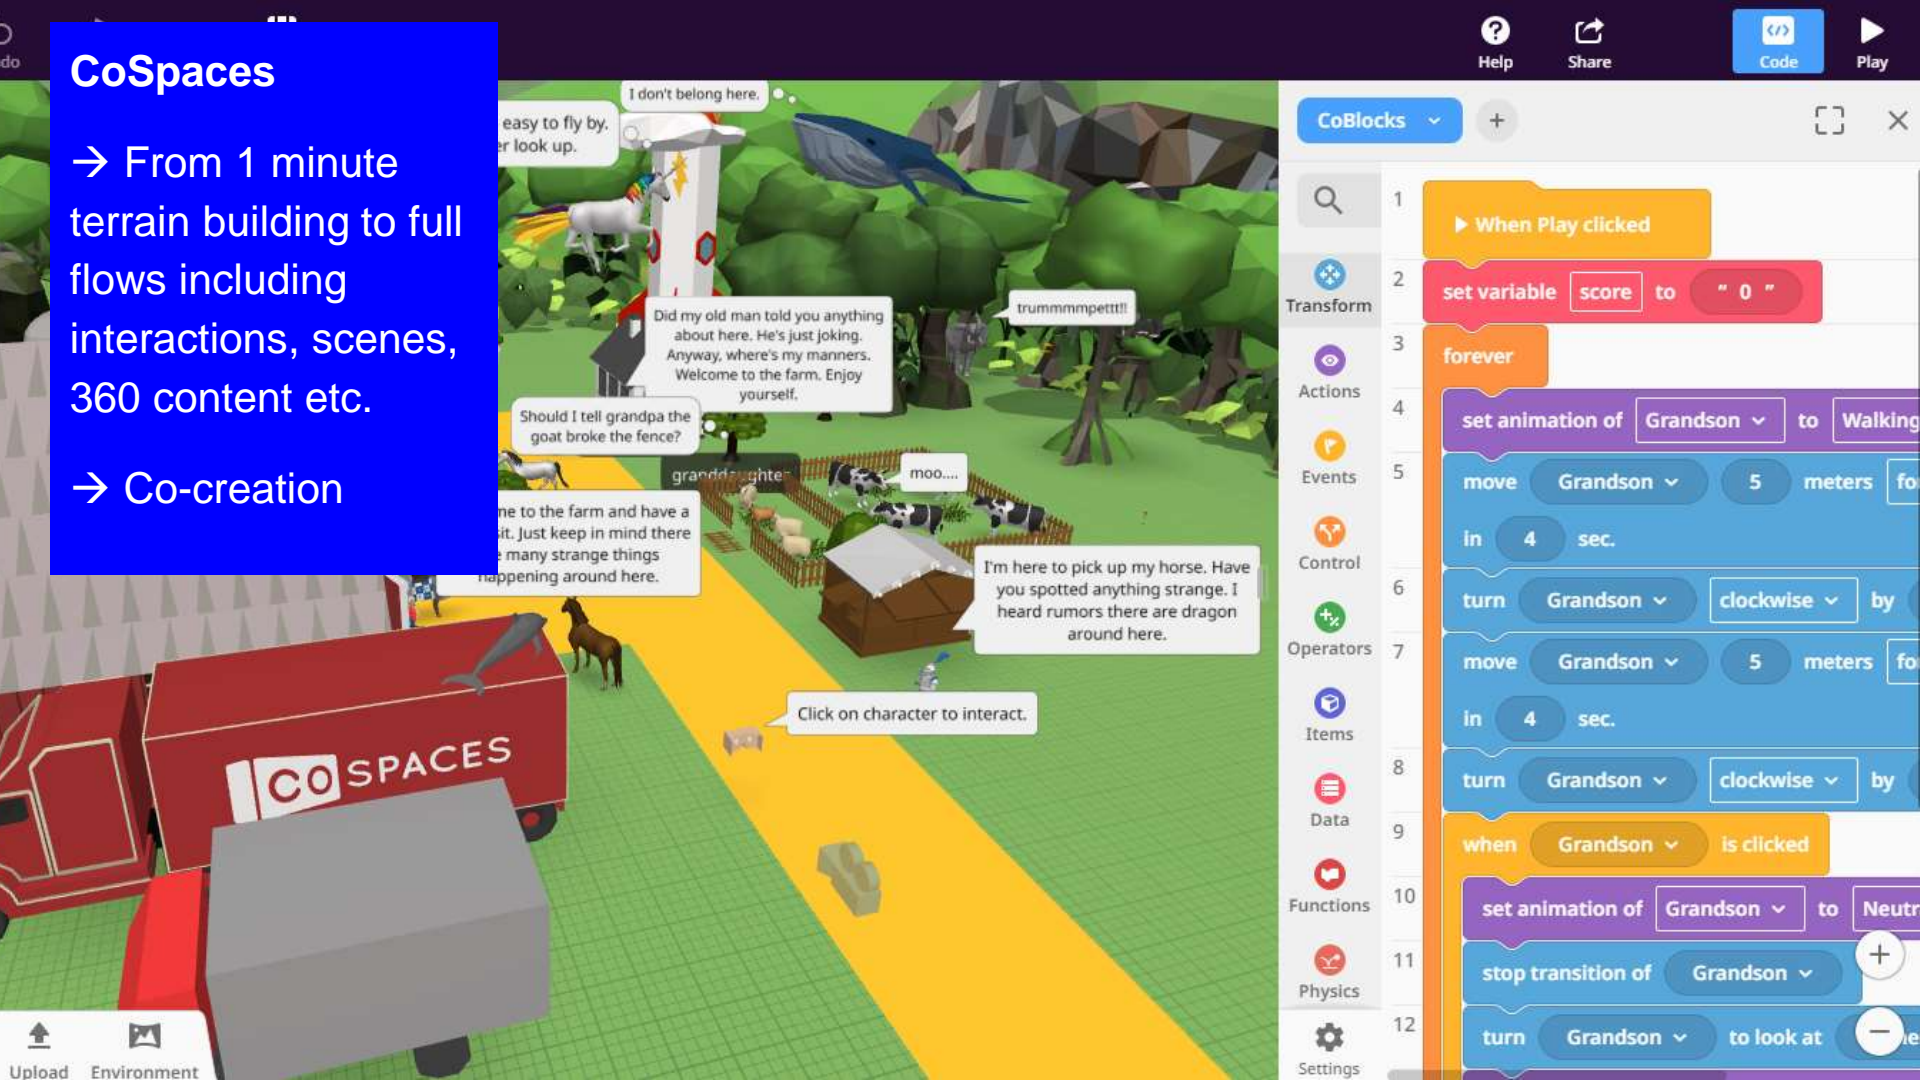 do
Help
Share
Code
Play
CoSpaces
→ From 1 minute
terrain building to full
flows including
interactions, scenes,
360 content etc.
→ Co-creation
I don't belong here.
easy to fly by.
er look up.
Did my old man told you anything
about here. He's just joking.
Anyway, where's my manners.
Welcome to the farm. Enjoy
yourself.
trummmmpettt!!
Should I tell grandpa the
goat broke the fence?
moo....
ne to the farm and have a
sit. Just keep in mind there
e many strange things
happening around here.
I'm here to pick up my horse. Have
you spotted anything strange. I
heard rumors there are dragon
around here.
Click on character to interact.
CO SPACES
Upload
Environment
CoBlocks
+
Transform
Actions
Events
Control
Operators
Items
Data
Functions
Physics
Settings
1 When Play clicked
2 set variable score to “ 0 ”
3 forever
4 set animation of Grandson to Walking
5 move Grandson 5 meters fo
in 4 sec.
6 turn Grandson clockwise by
7 move Grandson 5 meters fo
in 4 sec.
8 turn Grandson clockwise by
9 when Grandson is clicked
10 set animation of Grandson to Neutr
11 stop transition of Grandson
12 turn Grandson to look at